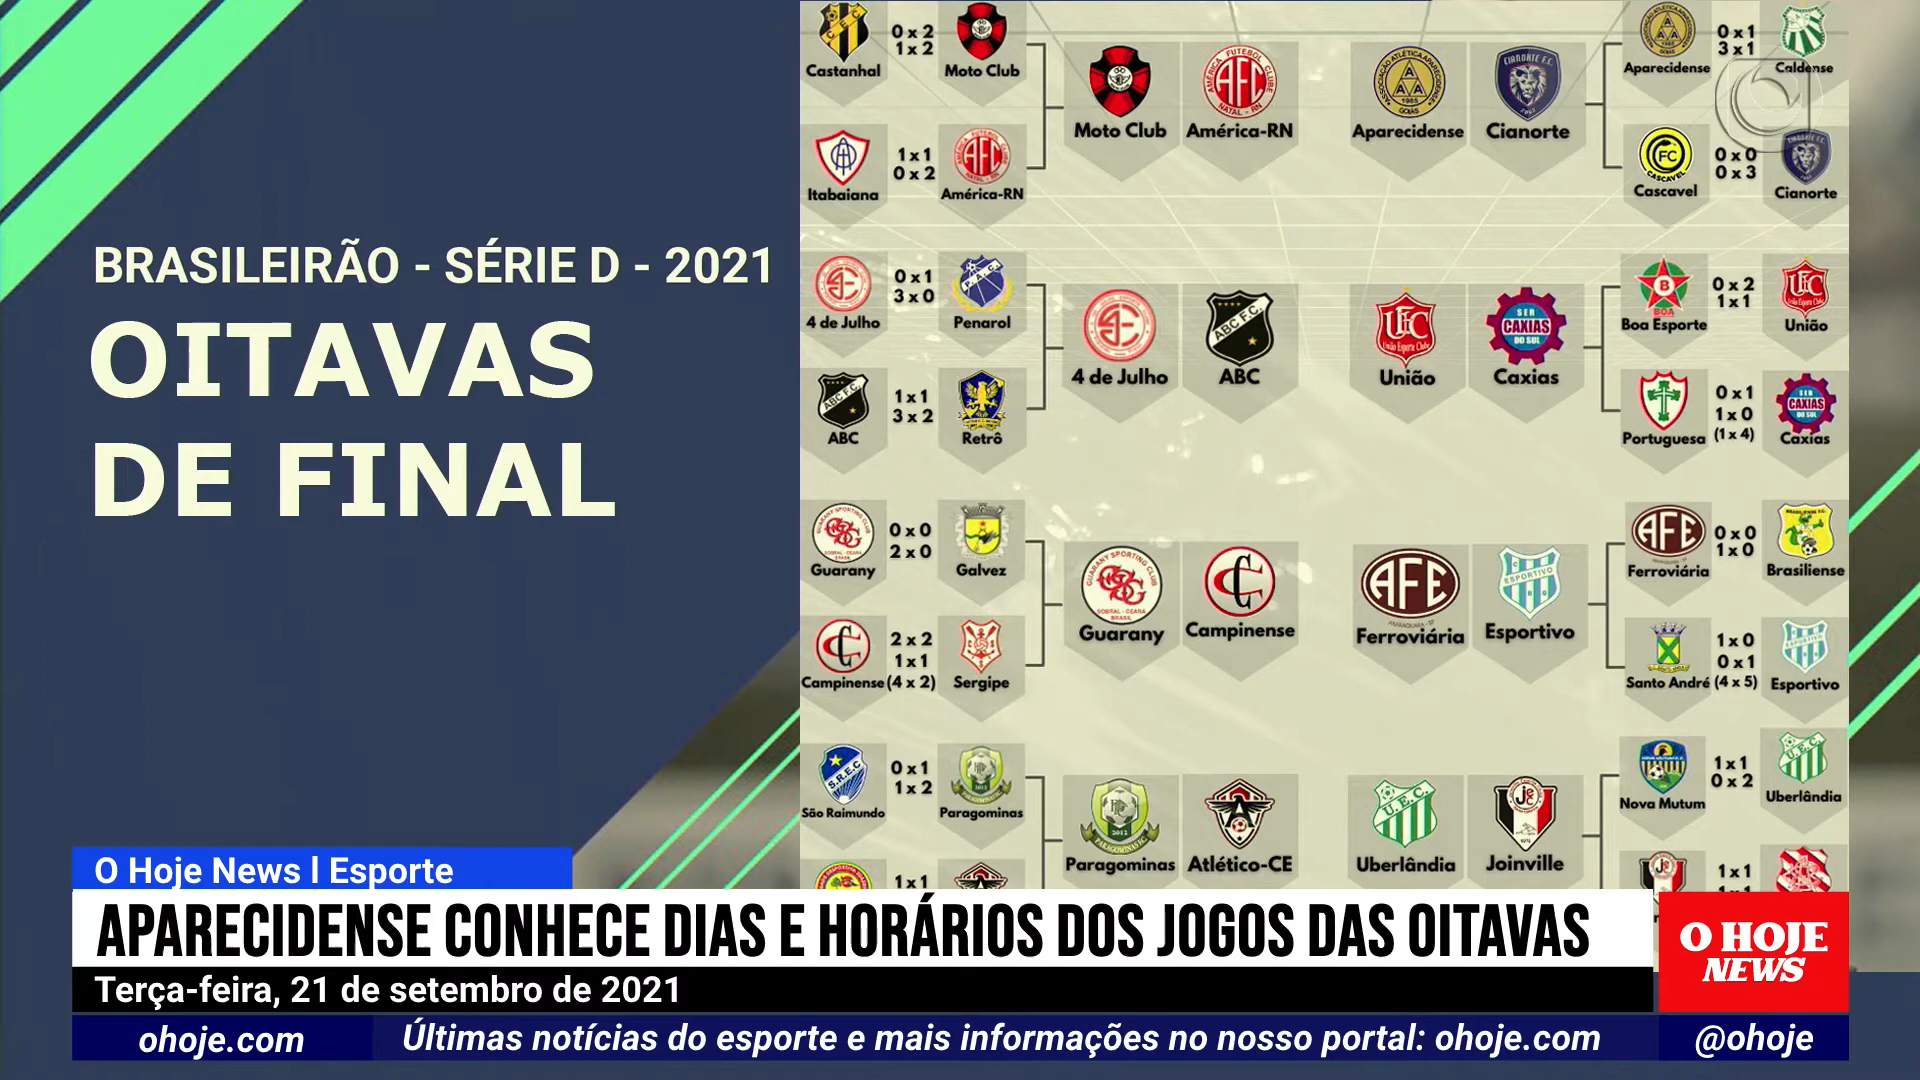 BRASILEIRÃO - SÉRIE D - 2021
OITAVAS
DE FINAL
Castanhal
0 x 2
1 x 2
Moto Club
Itabaiana
1 x 1
0 x 2
América-RN
Moto Club
América-RN
Aparecidense
Cianorte
Aparecidense
0 x 1
3 x 1
Caldense
Cascavel
0 x 0
0 x 3
Cianorte
4 de Julho
0 x 1
3 x 0
Penarol
ABC
1 x 1
3 x 2
Retrô
4 de Julho
ABC
União
Caxias
Boa Esporte
0 x 2
1 x 1
União
Portuguesa
0 x 1
1 x 0
(1 x 4)
Caxias
Guarany
0 x 0
2 x 0
Galvez
Campinense
2 x 2
1 x 1
(4 x 2)
Sergipe
Guarany
Campinense
Ferroviária
Esportivo
Ferroviária
0 x 0
1 x 0
Brasiliense
Santo André
1 x 0
0 x 1
(4 x 5)
Esportivo
São Raimundo
0 x 1
1 x 2
Paragominas
1 x 1
Paragominas
Atlético-CE
Uberlândia
Joinville
Nova Mutum
1 x 1
0 x 2
Uberlândia
1 x 1
O Hoje News l Esporte
APARECIDENSE CONHECE DIAS E HORÁRIOS DOS JOGOS DAS OITAVAS
Terça-feira, 21 de setembro de 2021
O HOJE
NEWS
ohoje.com
Últimas notícias do esporte e mais informações no nosso portal: ohoje.com
@ohoje